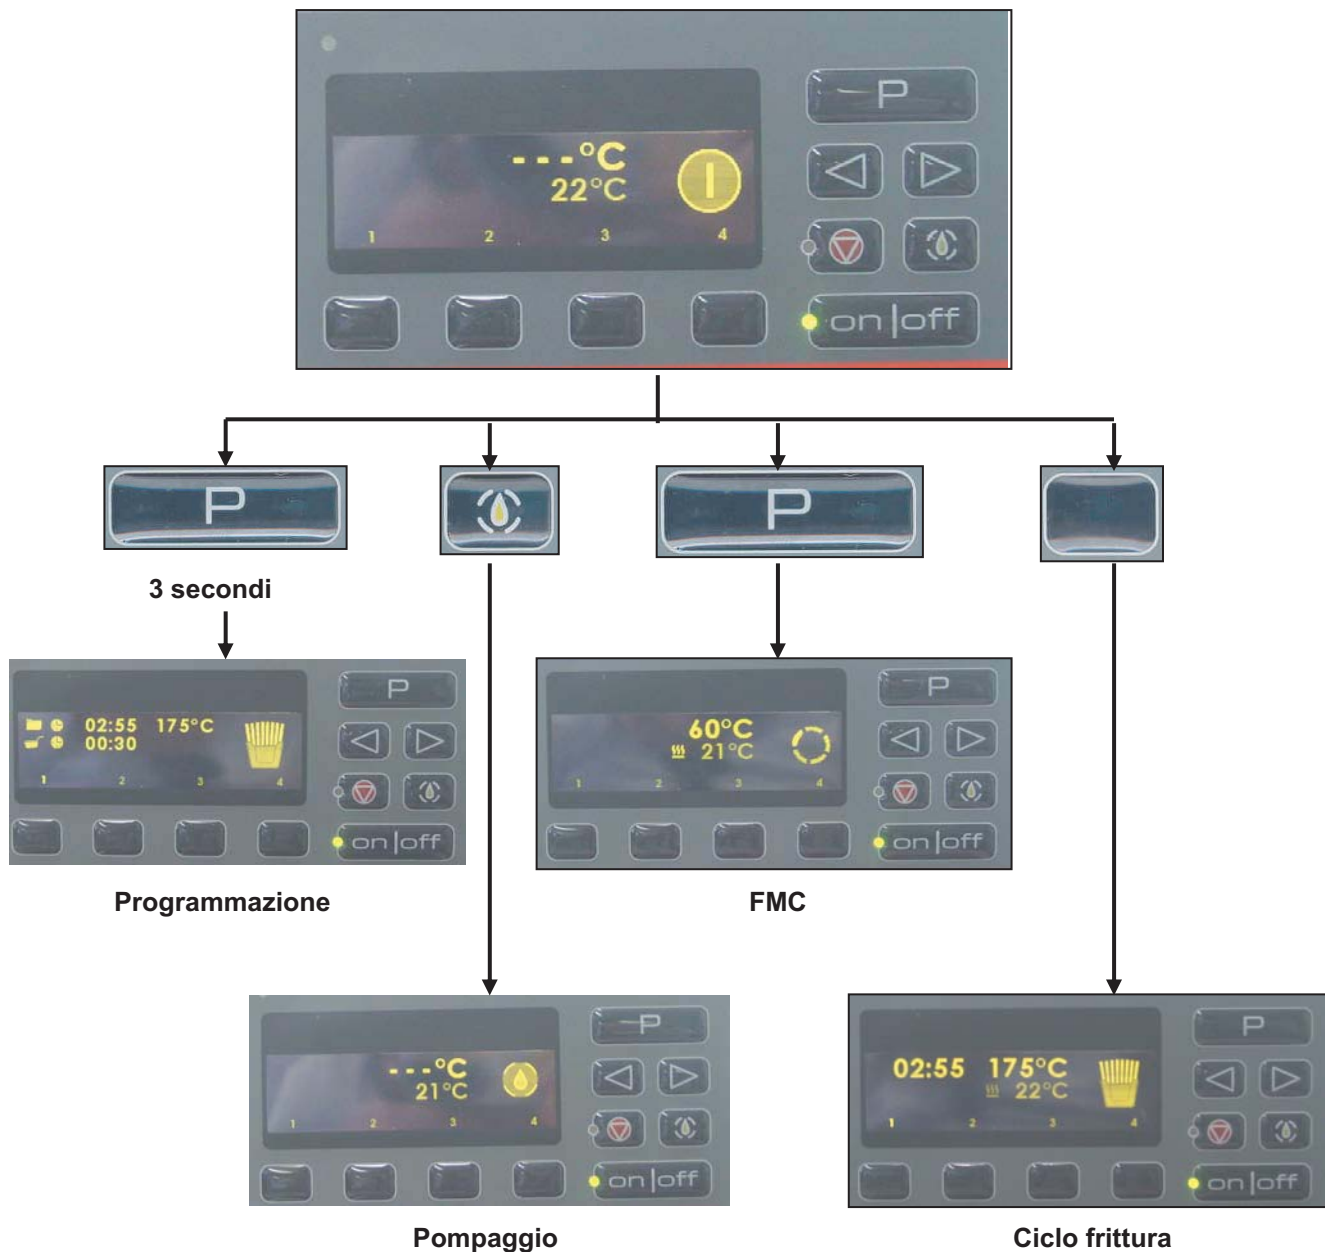 P
- - -°C
22°C
1 2 3 4
on|off
P
P
3 secondi
P
02:55 175°C
00:30
1 2 3 4
on|off
P
60°C
21°C
1 2 3 4
on|off
Programmazione
FMC
P
- - -°C
21°C
1 2 3 4
on|off
P
02:55 175°C
22°C
1 2 3 4
on|off
Pompaggio
Ciclo frittura